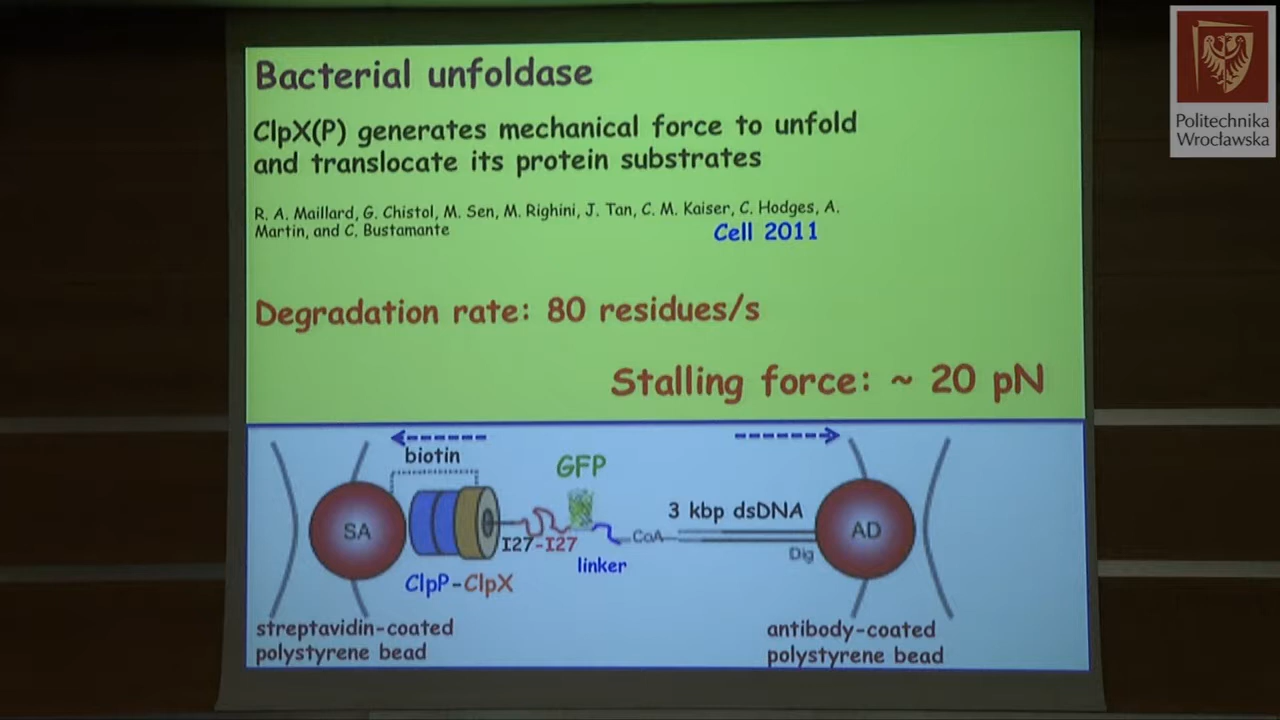 Bacterial unfoldase
ClpX(P) generates mechanical force to unfold
and translocate its protein substrates
R. A. Maillard, G. Chistol, M. Sen, M. Righini, J. Tan, C. M. Kaiser, C. Hodges, A.
Martin, and C. Bustamante
Cell 2011
Degradation rate: 80 residues/s
Stalling force: ~ 20 pN
biotin
GFP
3 kbp dsDNA
SA
AD
I27-I27
CoA
Dig
linker
ClpP-ClpX
streptavidin-coated
polystyrene bead
antibody-coated
polystyrene bead
Politechnika
Wrocławska